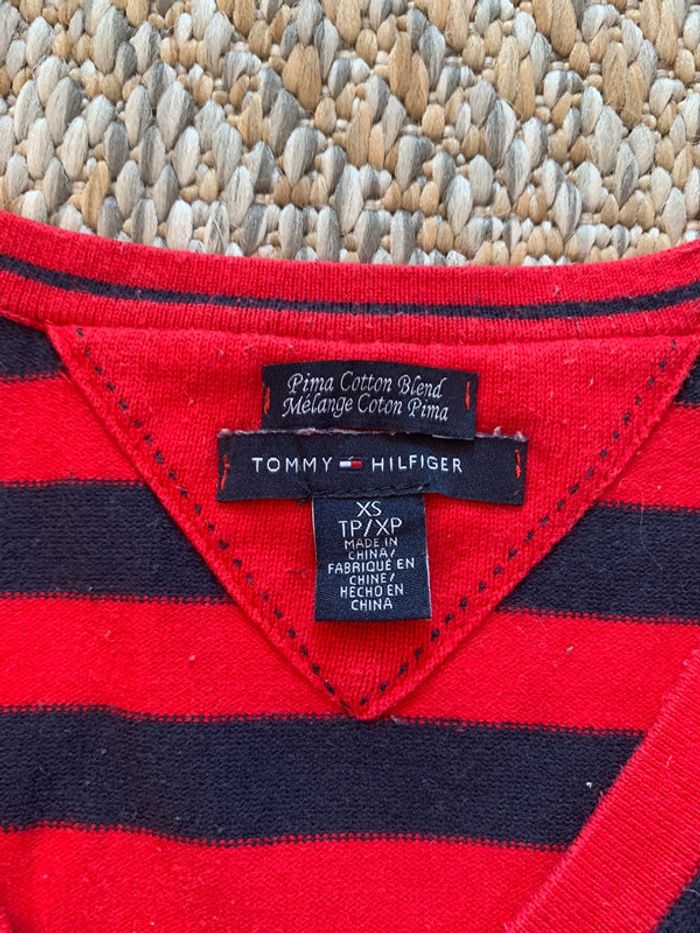 Pima Cotton Blend
Mélange Coton Pima
TOMMY HILFIGER
XS
TP/XP
MADE IN
CHINA/
FABRIQUÉ EN
CHINE/
HECHO EN
CHINA